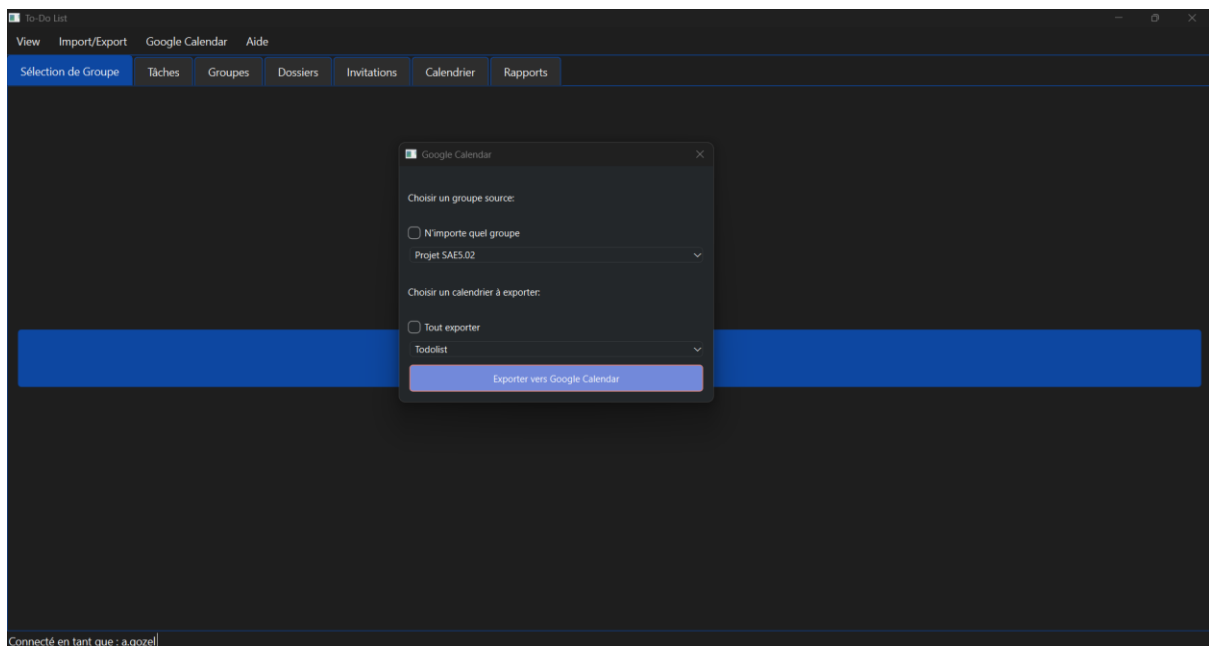 To-Do List
View Import/Export Google Calendar Aide
Sélection de Groupe Tâches Groupes Dossiers Invitations Calendrier Rapports
Google Calendar
Choisir un groupe source:
N'importe quel groupe
Projet SAE5.02
Choisir un calendrier à exporter:
Tout exporter
Todolist
Exporter vers Google Calendar
Connecté en tant que : a.gozel